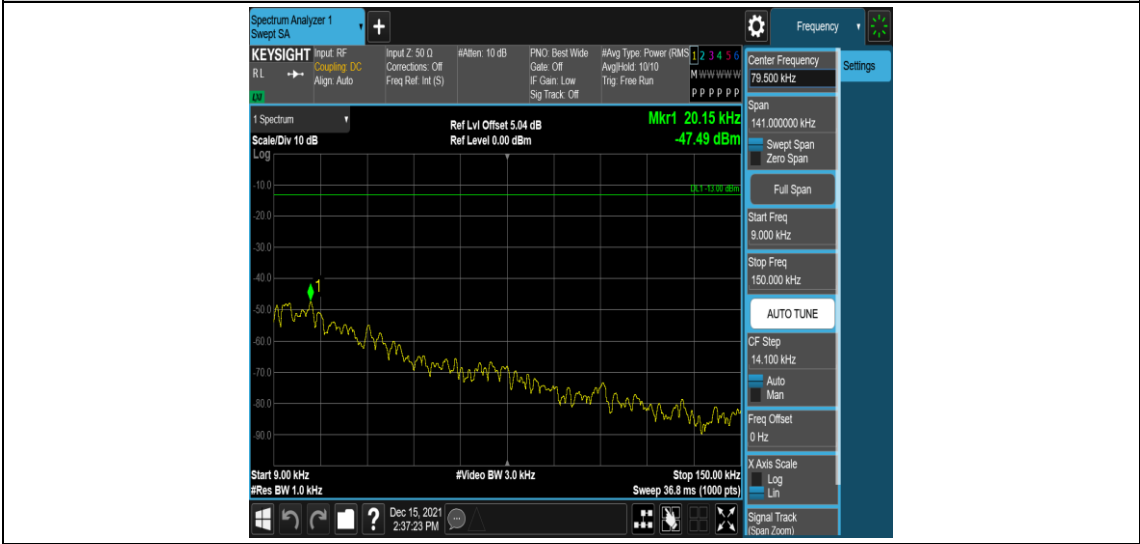 Spectrum Analyzer 1
Swept SA
+
Frequency
KEYSIGHT
RL
Input: RF
Coupling: DC
Align: Auto
Input Z: 50 Ω
Corrections: Off
Freq Ref: Int (S)
#Atten: 10 dB
PNO: Best Wide
Gate: Off
IF Gain: Low
Sig Track: Off
#Avg Type: Power (RMS
Avg|Hold: 10/10
Trig: Free Run
1 2 3 4 5 6
M W W W W W
P P P P P P
1 Spectrum
Scale/Div 10 dB
Log
Ref Lvl Offset 5.04 dB
Ref Level 0.00 dBm
Mkr1 20.15 kHz
-47.49 dBm
DL1 -13.00 dBm
-10.0
-20.0
-30.0
-40.0
-50.0
-60.0
-70.0
-80.0
-90.0
1
Start 9.00 kHz
#Res BW 1.0 kHz
#Video BW 3.0 kHz
Stop 150.00 kHz
Sweep 36.8 ms (1000 pts)
?
Dec 15, 2021
2:37:23 PM
Settings
Center Frequency
79.500 kHz
Span
141.000000 kHz
Swept Span
Zero Span
Full Span
Start Freq
9.000 kHz
Stop Freq
150.000 kHz
AUTO TUNE
CF Step
14.100 kHz
Auto
Man
Freq Offset
0 Hz
X Axis Scale
Log
Lin
Signal Track
(Span Zoom)